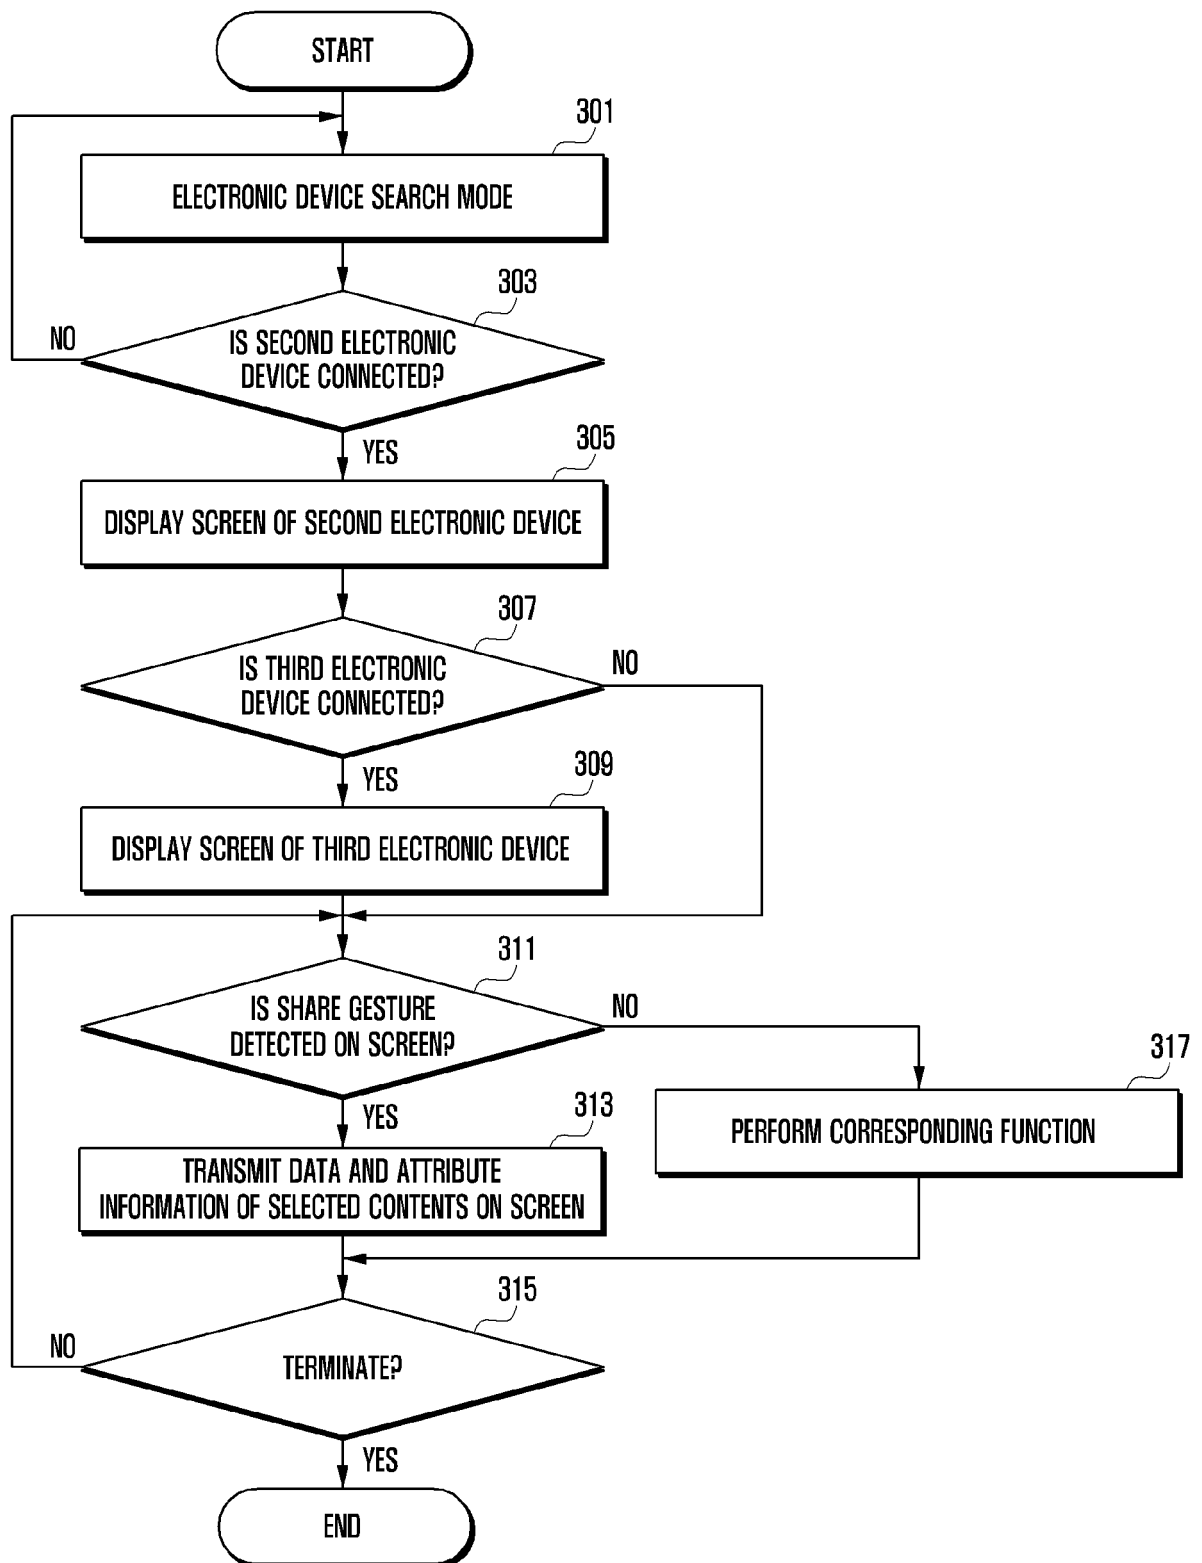 START
301
ELECTRONIC DEVICE SEARCH MODE
303
NO
IS SECOND ELECTRONIC
DEVICE CONNECTED?
YES
305
DISPLAY SCREEN OF SECOND ELECTRONIC DEVICE
307
IS THIRD ELECTRONIC
DEVICE CONNECTED?
NO
YES
309
DISPLAY SCREEN OF THIRD ELECTRONIC DEVICE
311
IS SHARE GESTURE
DETECTED ON SCREEN?
NO
317
PERFORM CORRESPONDING FUNCTION
YES
313
TRANSMIT DATA AND ATTRIBUTE
INFORMATION OF SELECTED CONTENTS ON SCREEN
315
NO
TERMINATE?
YES
END